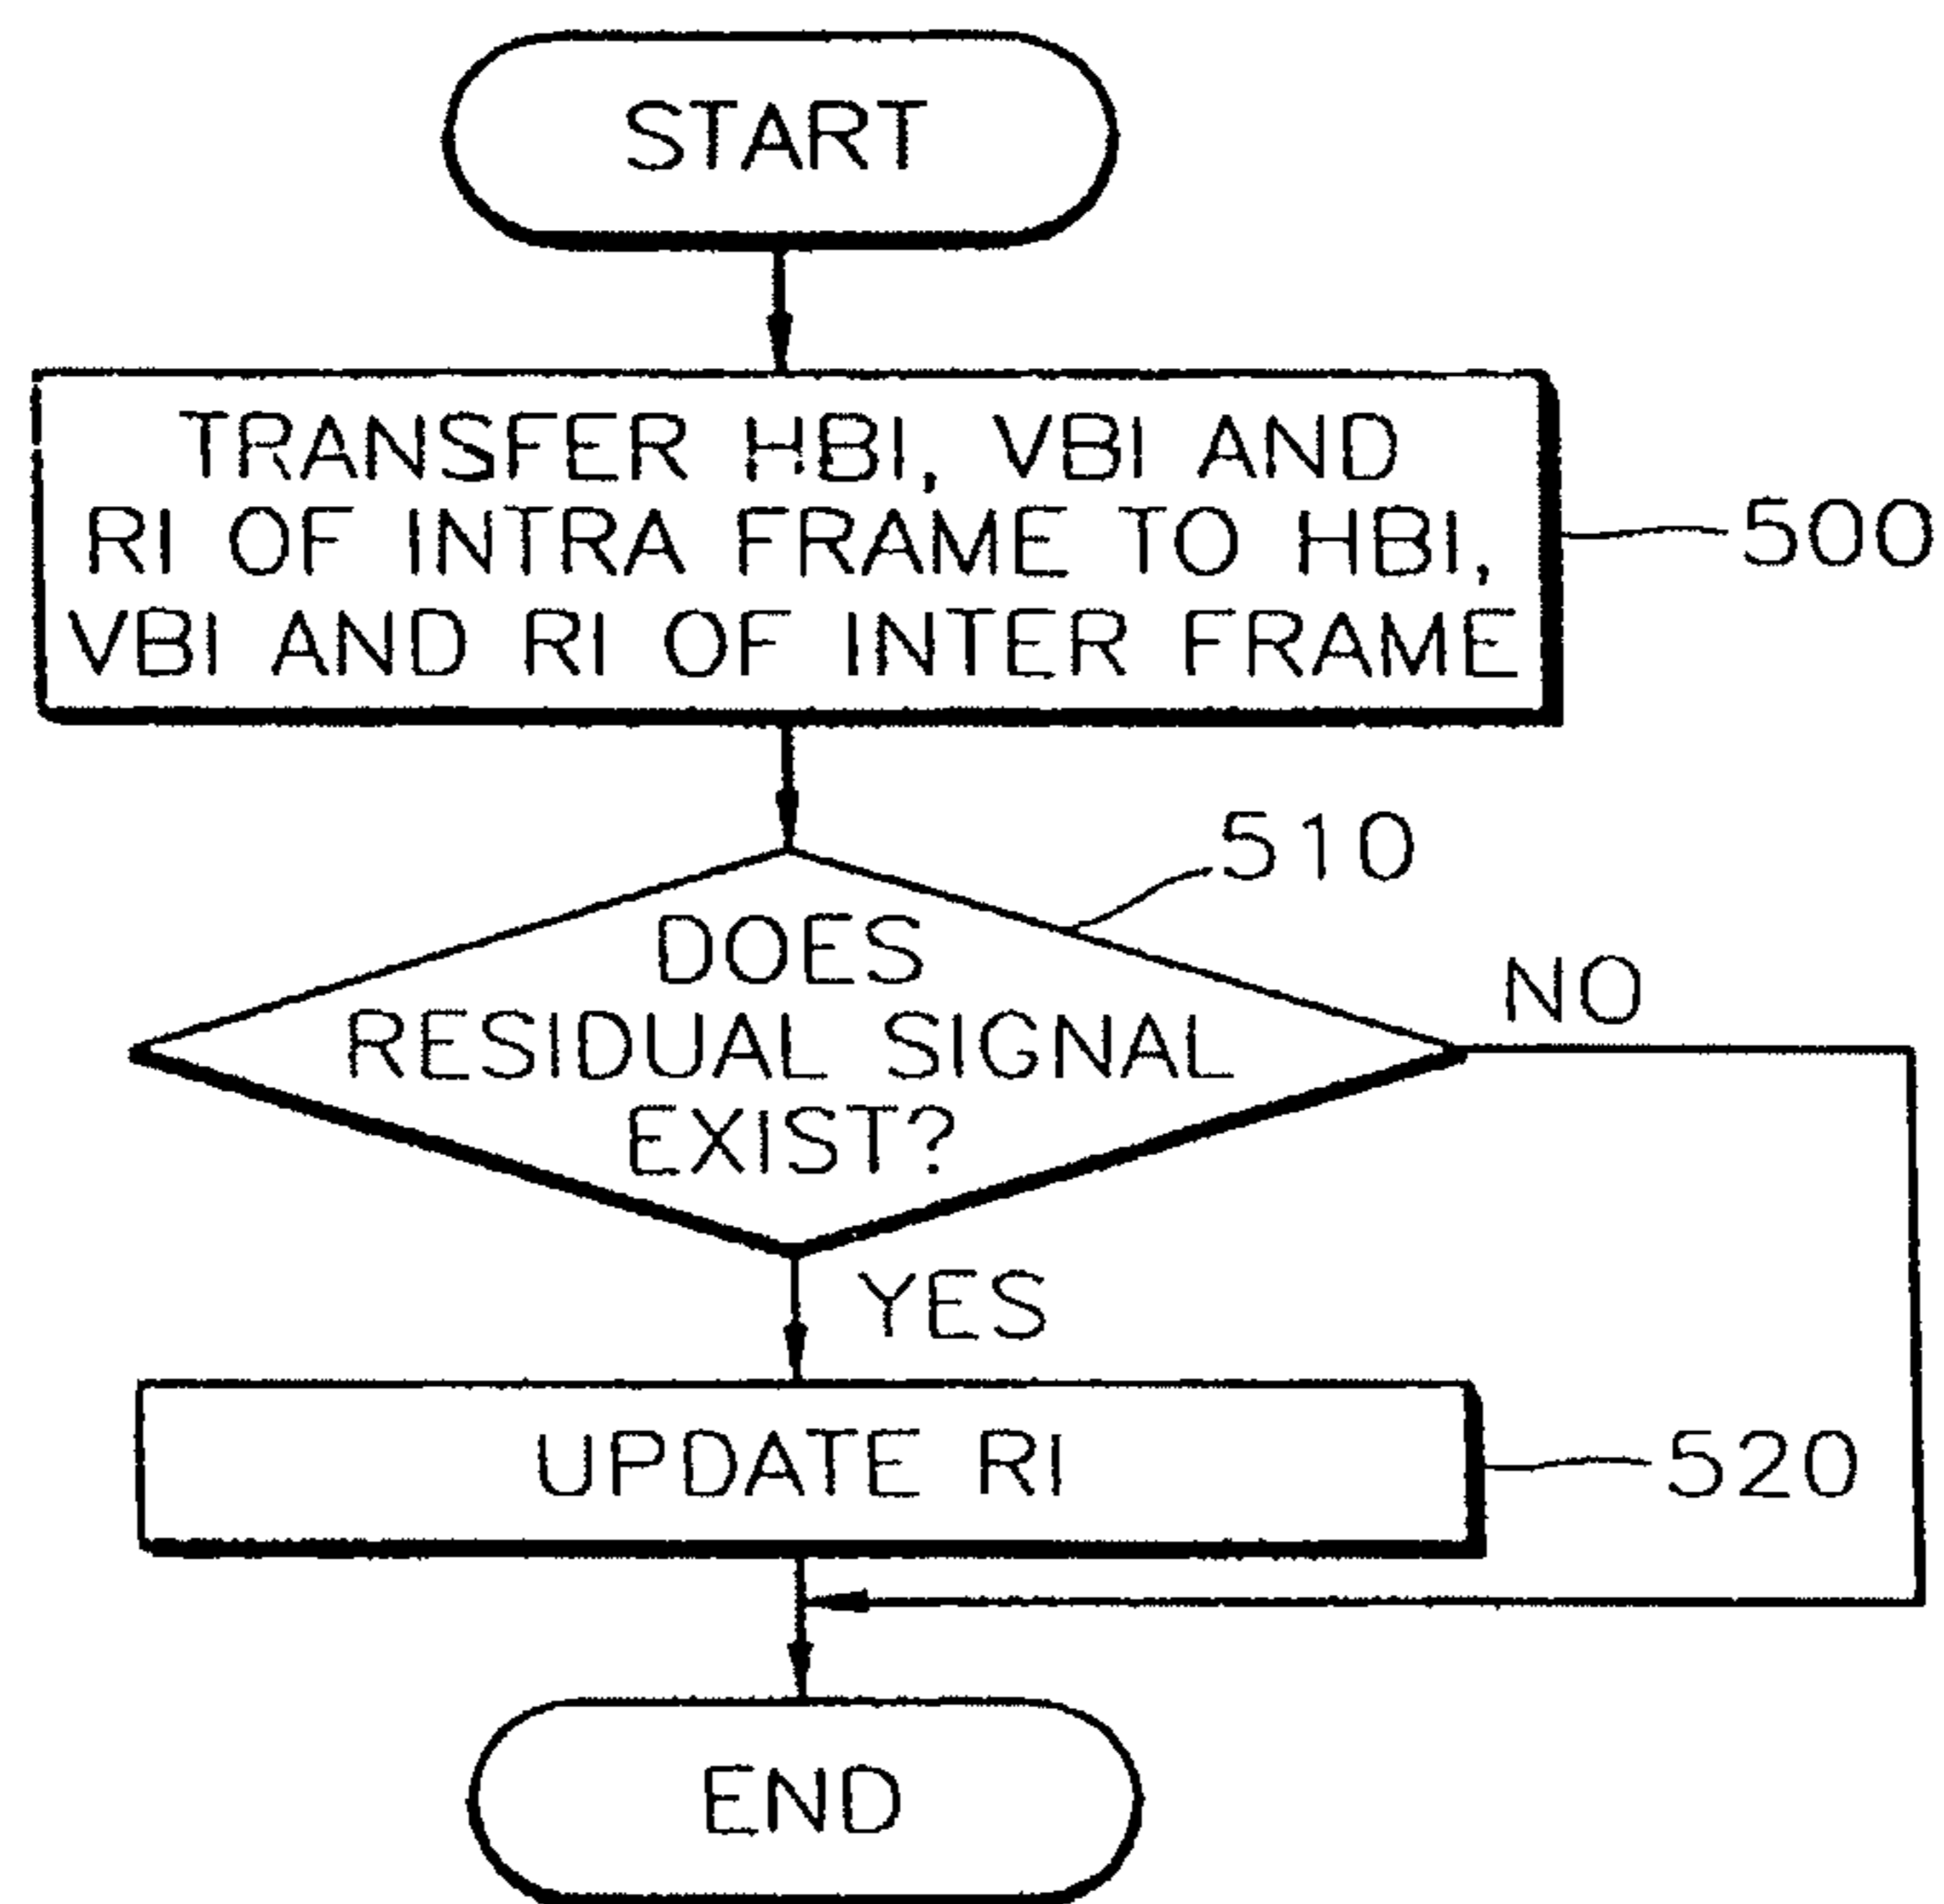 START
TRANSFER HBI, VBI AND
RI OF INTRA FRAME TO HBI,
VBI AND RI OF INTER FRAME
500
510
DOES
RESIDUAL SIGNAL
EXIST?
NO
YES
UPDATE RI
520
END